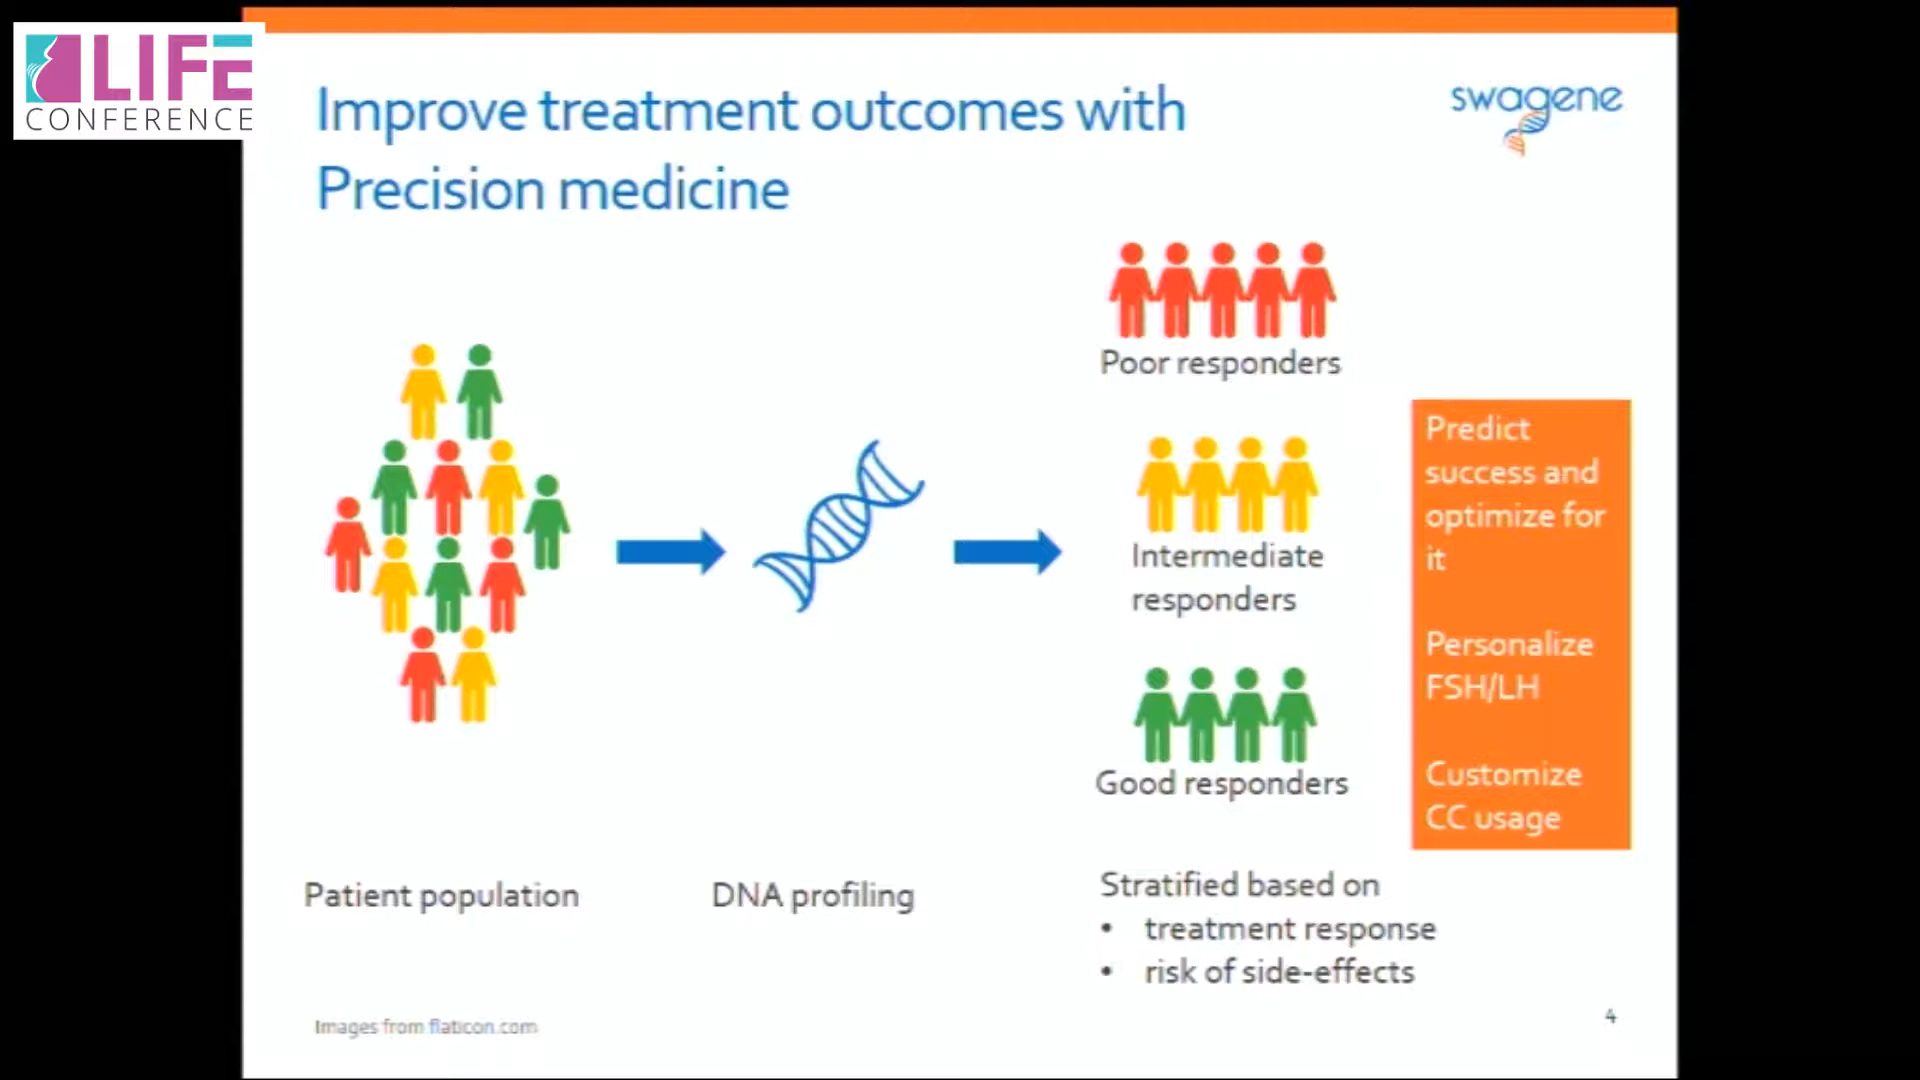 LIFE
CONFERENCE
Improve treatment outcomes with
Precision medicine
swagene
Poor responders
Intermediate
responders
Good responders
Predict
success and
optimize for
it
Personalize
FSH/LH
Customize
CC usage
Patient population
DNA profiling
Stratified based on
• treatment response
• risk of side-effects
Images from flaticon.com
4